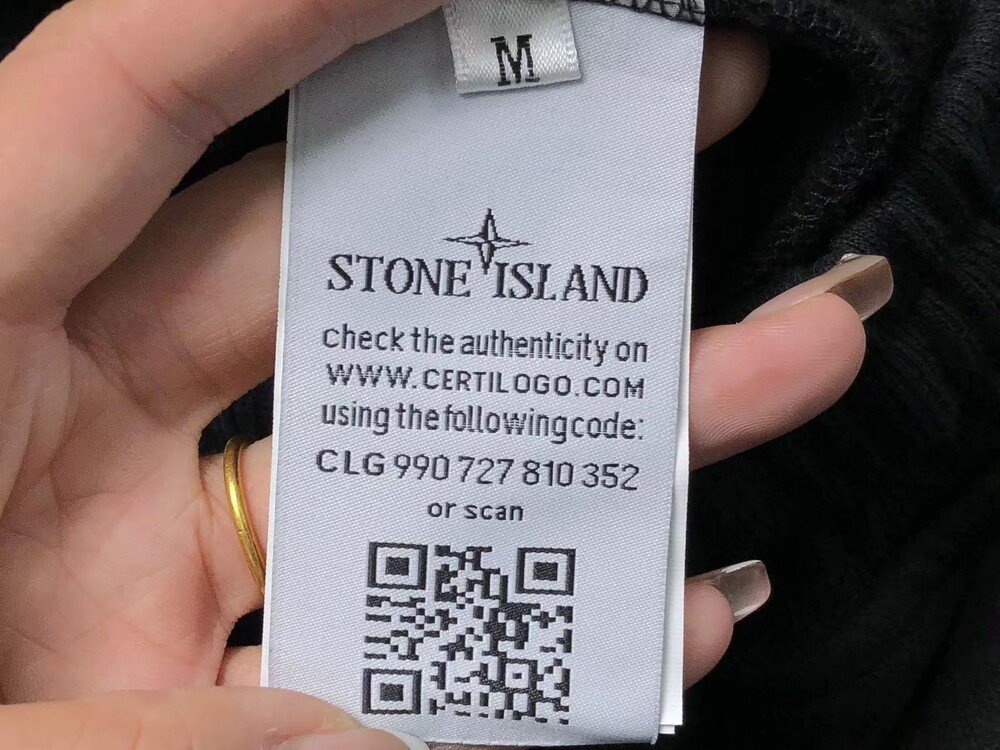 M
STONE ISLAND
check the authenticity on
WWW.CERTILOGO.COM
using the following code:
CLG 990 727 810 352
or scan